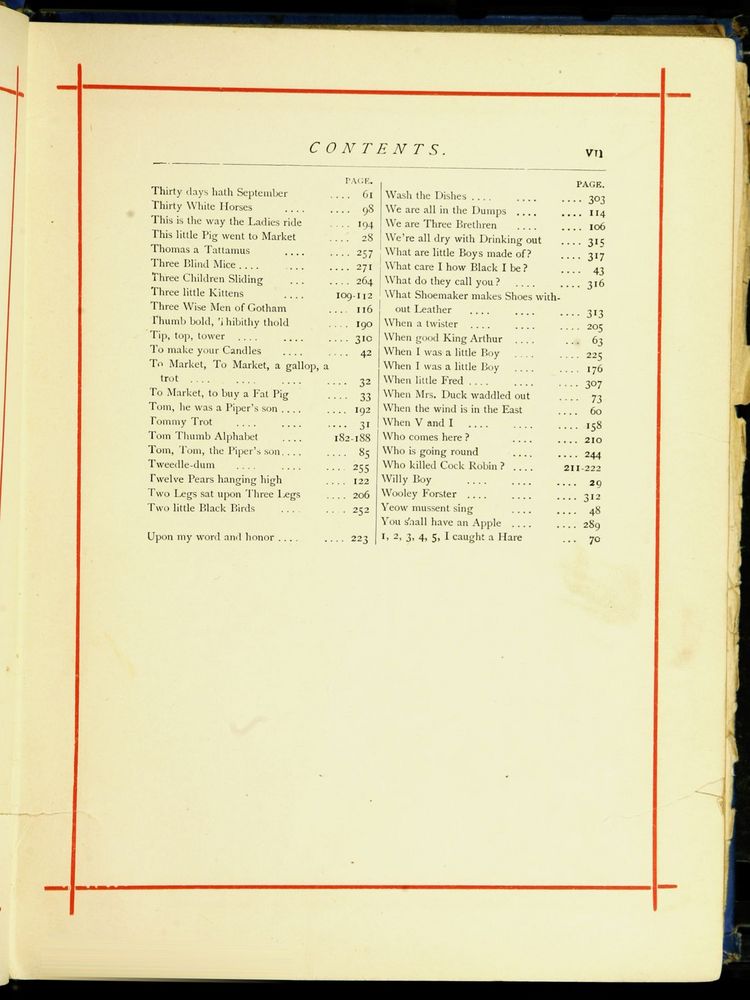 CONTENTS.
VII
PAGE.
Thirty days hath September .... 61
Thirty White Horses .... .... 98
This is the way the Ladies ride .... 194
This little Pig went to Market .... 28
Thomas a Tattamus .... .... 257
Three Blind Mice .... .... .... 271
Three Children Sliding ... .... 264
Three little Kittens .... 109-112
Three Wise Men of Gotham .... 116
Thumb bold, Thibithy thold .... 190
Tip, top, tower .... .... .... 310
To make your Candles .... .... 42
To Market, To Market, a gallop, a
trot .... .... .... .... 32
To Market, to buy a Fat Pig .... 33
Tom, he was a Piper's son .... .... 192
Tommy Trot .... .... .... 31
Tom Thumb Alphabet .... 182-188
Tom, Tom, the Piper's son .... .... 85
Tweedle-dum .... .... .... 255
Twelve Pears hanging high .... 122
Two Legs sat upon Three Legs .... 206
Two little Black Birds .... .... 252
Upon my word and honor .... .... 223
PAGE.
Wash the Dishes .... .... .... 303
We are all in the Dumps .... .... 114
We are Three Brethren .... .... 106
We're all dry with Drinking out .... 315
What are little Boys made of? .... 317
What care I how Black I be? .... 43
What do they call you? .... .... 316
What Shoemaker makes Shoes with-
out Leather .... .... .... 313
When a twister .... .... .... 205
When good King Arthur .... ... 63
When I was a little Boy .... .... 225
When I was a little Boy .... .... 176
When little Fred .... .... .... 307
When Mrs. Duck waddled out .... 73
When the wind is in the East .... 60
When V and I .... .... .... 158
Who comes here? .... .... 210
Who is going round .... .... 244
Who killed Cock Robin? .... 211-222
Willy Boy .... .... .... 29
Wooley Forster .... .... .... 312
Yeow mussent sing .... .... 48
You shall have an Apple .... .... 289
1, 2, 3, 4, 5, I caught a Hare ... 70